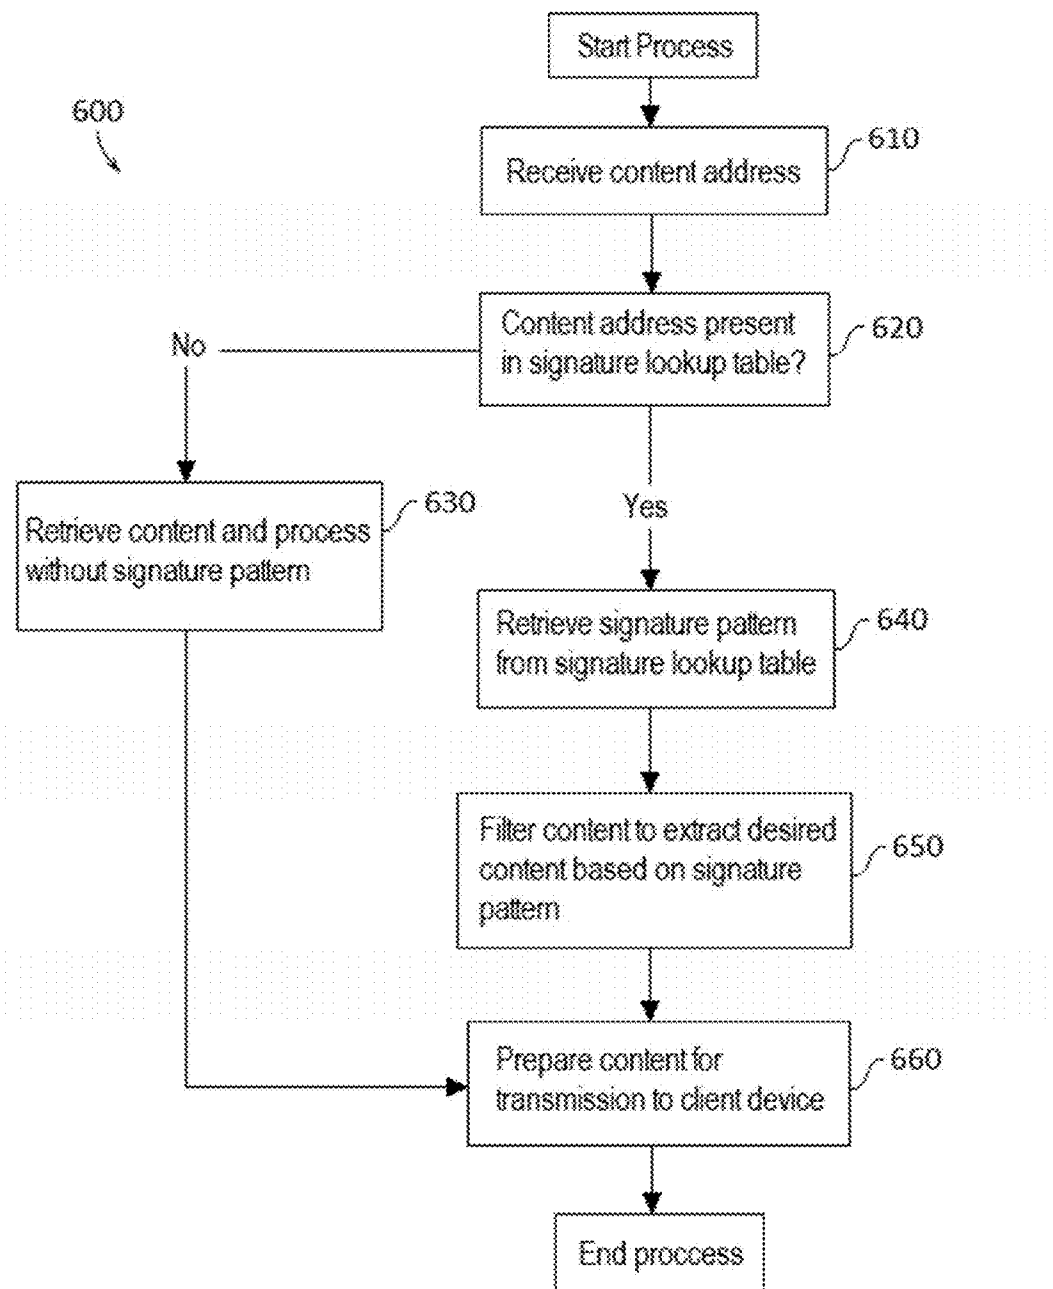 Start Process
600
610
Receive content address
Content address present
in signature lookup table?
620
No
Yes
Retrieve content and process
without signature pattern
630
Retrieve signature pattern
from signature lookup table
640
Filter content to extract desired
content based on signature
pattern
650
Prepare content for
transmission to client device
660
End proccess